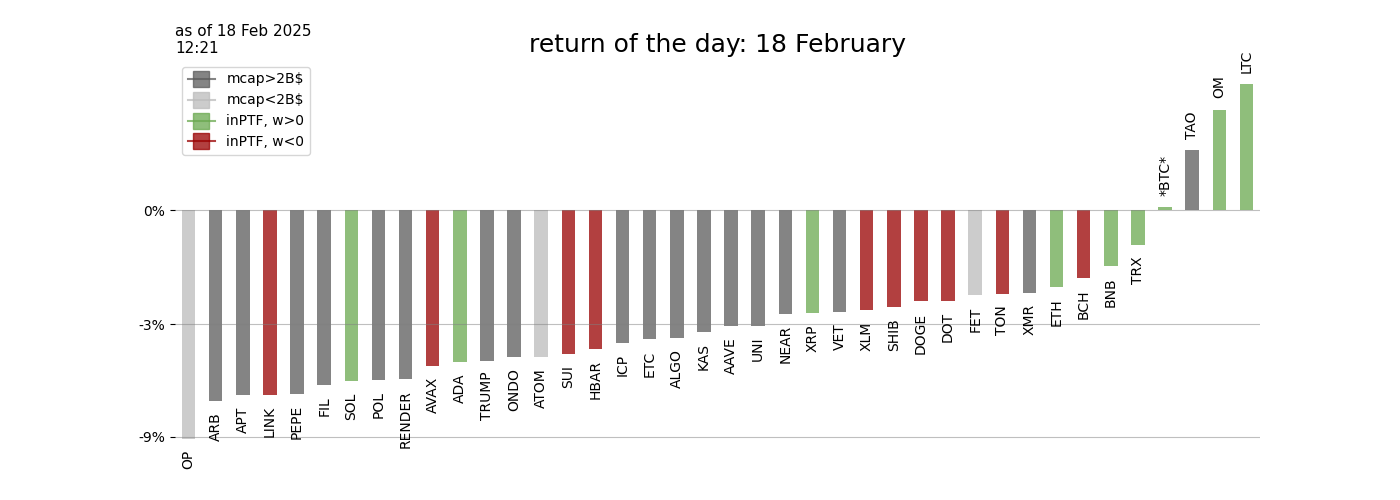 as of 18 Feb 2025
12:21
return of the day: 18 February
mcap>2B$
mcap<2B$
inPTF, w>0
inPTF, w<0
0%
-3%
-9%
OP
ARB
APT
LINK
PEPE
FIL
SOL
POL
RENDER
AVAX
ADA
TRUMP
ONDO
ATOM
SUI
HBAR
ICP
ETC
ALGO
KAS
AAVE
UNI
NEAR
XRP
VET
XLM
SHIB
DOGE
DOT
FET
TON
XMR
ETH
BCH
BNB
TRX
*BTC*
TAO
OM
LTC